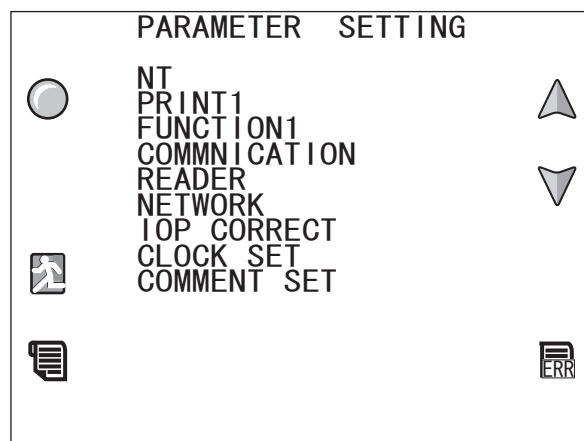 PARAMETER SETTING
NT
PRINT1
FUNCTION1
COMMNICATION
READER
NETWORK
IOP CORRECT
CLOCK SET
COMMENT SET
ERR